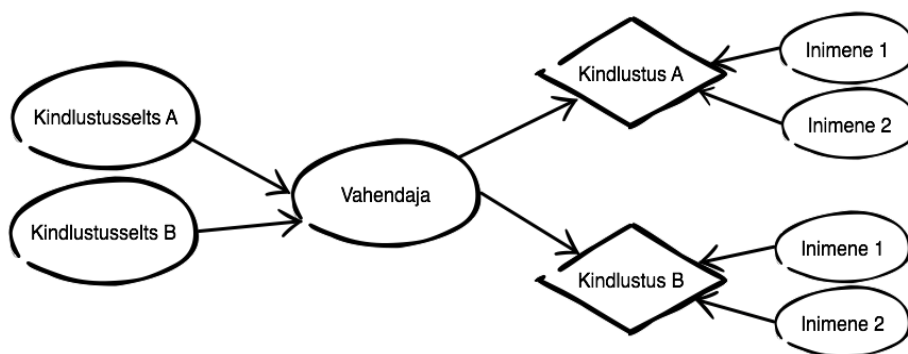 Kindlustusselts A
Kindlustusselts B
Vahendaja
Kindlustus A
Inimene 1
Inimene 2
Kindlustus B
Inimene 1
Inimene 2